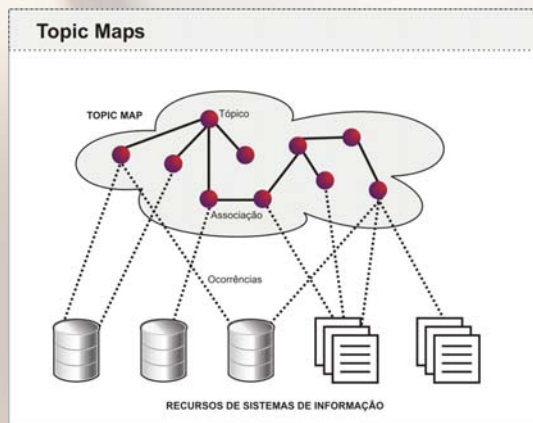 Topic Maps
TOPIC MAP
Tópico
Associação
Ocorrências
RECURSOS DE SISTEMAS DE INFORMAÇÃO